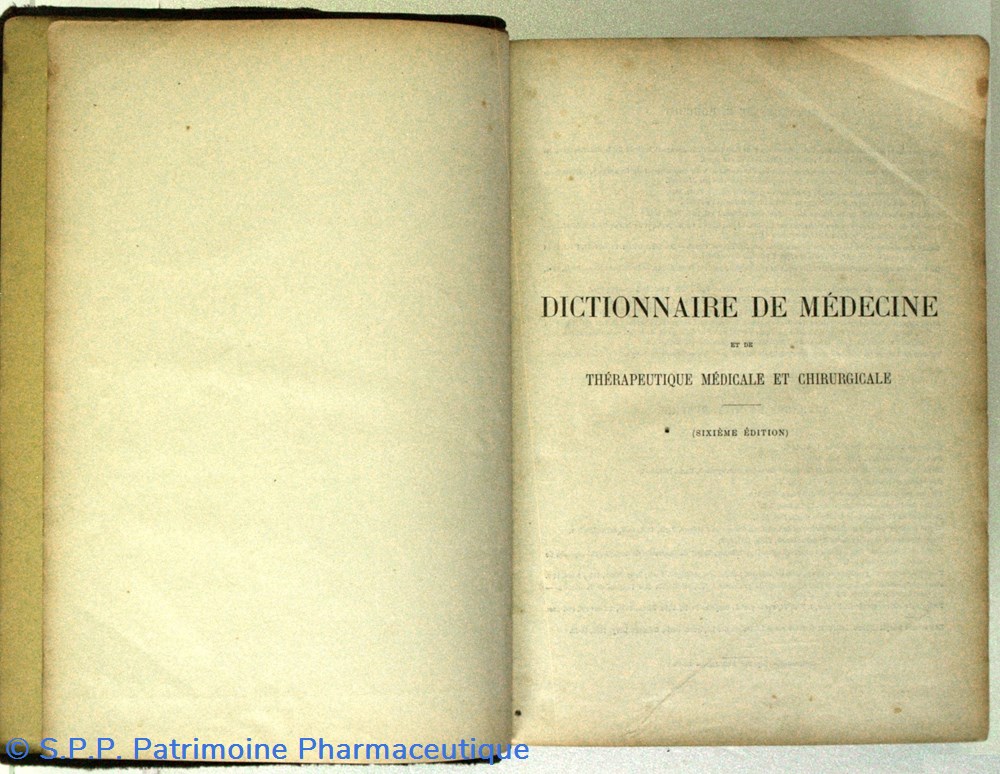 DICTIONNAIRE DE MÉDECINE
ET DE
THÉRAPEUTIQUE MÉDICALE ET CHIRURGICALE
(SIXIÈME ÉDITION)
© S.P.P. Patrimoine Pharmaceutique